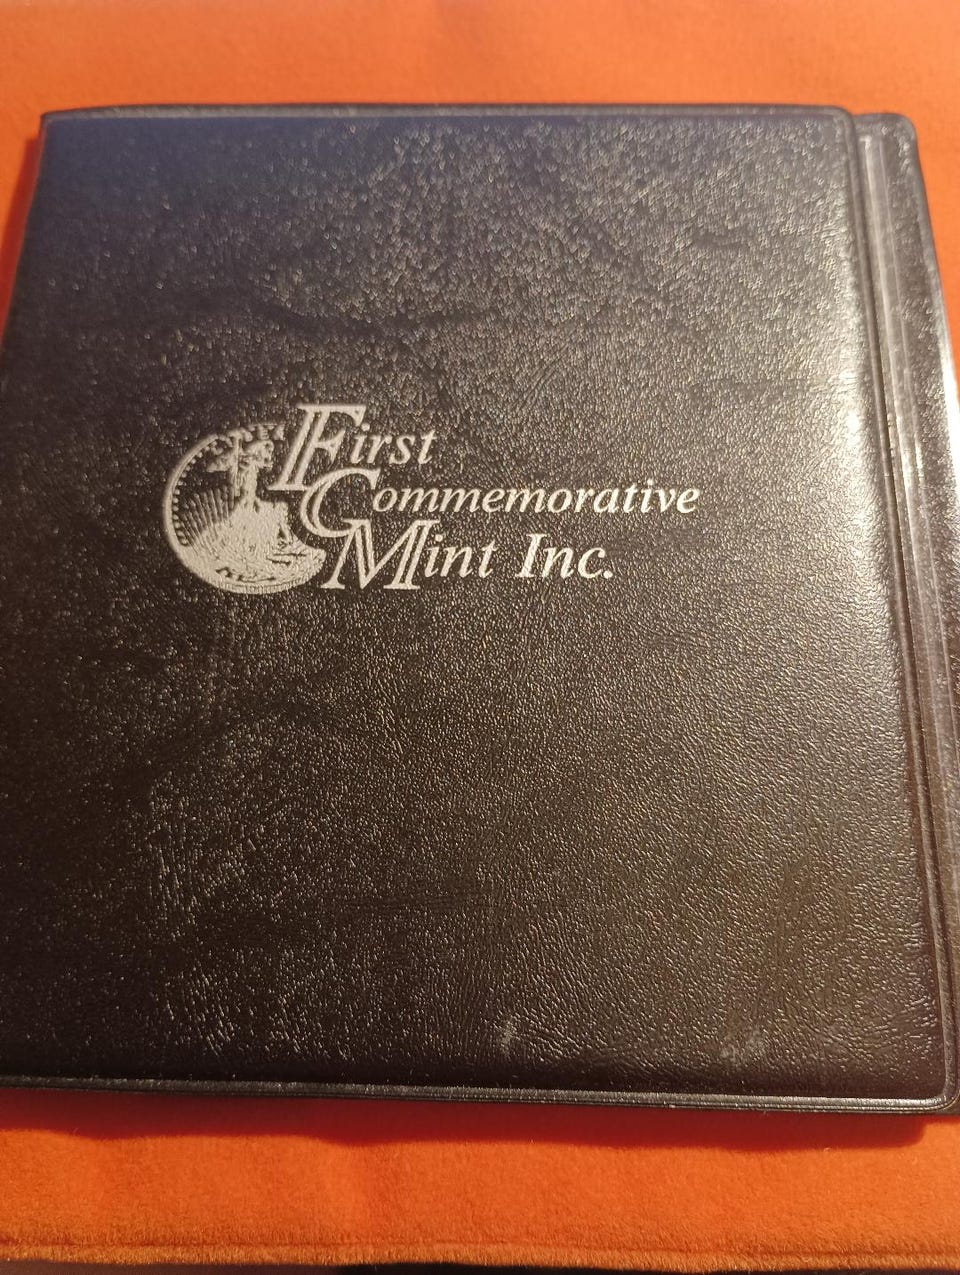 First
Commemorative
Mint Inc.